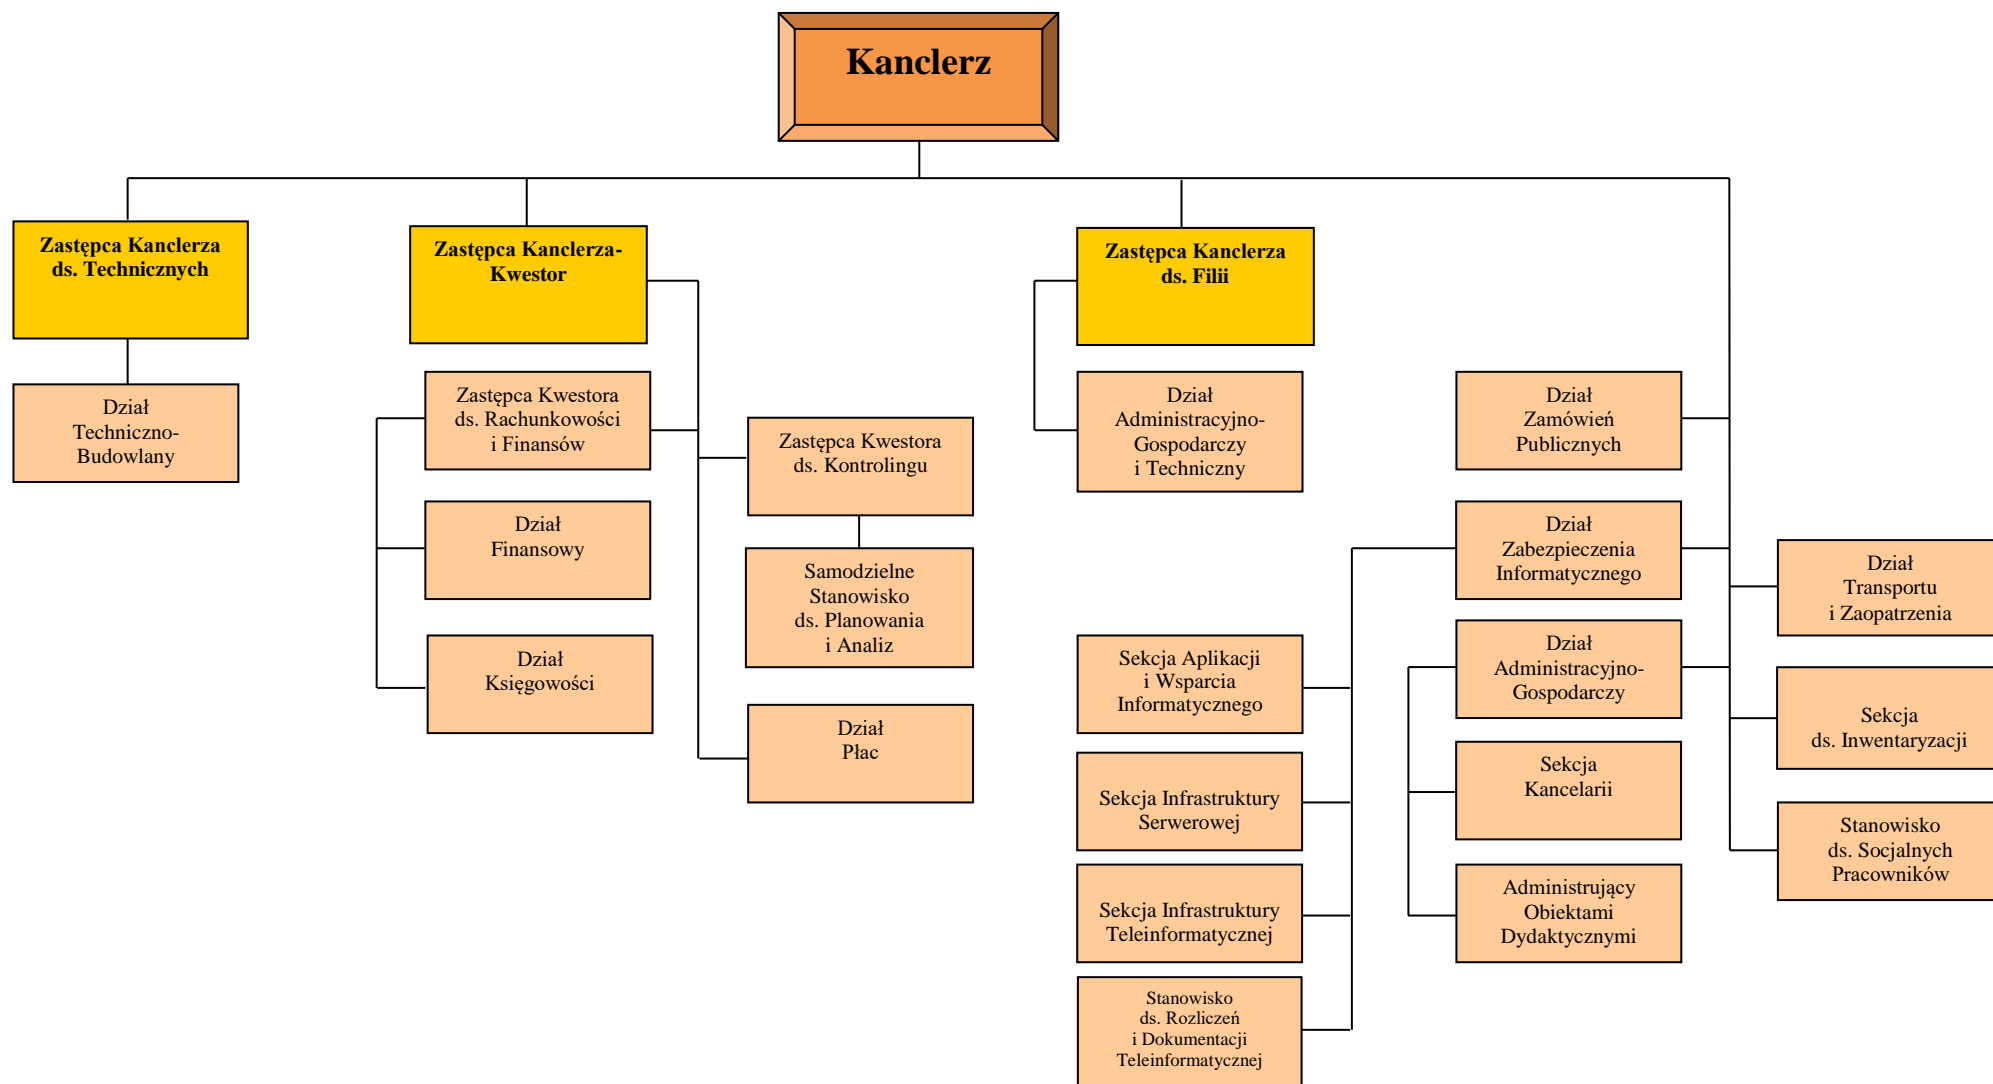 Kanclerz
Zastępca Kanclerza
ds. Technicznych
Zastępca Kanclerza-
Kwestor
Zastępca Kanclerza
ds. Filii
Dział
Techniczno-
Budowlany
Zastępca Kwestora
ds. Rachunkowości
i Finansów
Dział
Finansowy
Dział
Księgowości
Zastępca Kwestora
ds. Kontrolingu
Samodzielne
Stanowisko
ds. Planowania
i Analiz
Dział
Płac
Dział
Administracyjno-
Gospodarczy
i Techniczny
Dział
Zamówień
Publicznych
Dział
Zabezpieczenia
Informatycznego
Sekcja Aplikacji
i Wsparcia
Informatycznego
Sekcja Infrastruktury
Serwerowej
Sekcja Infrastruktury
Teleinformatycznej
Stanowisko
ds. Rozliczeń
i Dokumentacji
Teleinformatycznej
Dział
Administracyjno-
Gospodarczy
Sekcja
Kancelarii
Administrujący
Obiektami
Dydaktycznymi
Dział
Transportu
i Zaopatrzenia
Sekcja
ds. Inwentaryzacji
Stanowisko
ds. Socjalnych
Pracowników